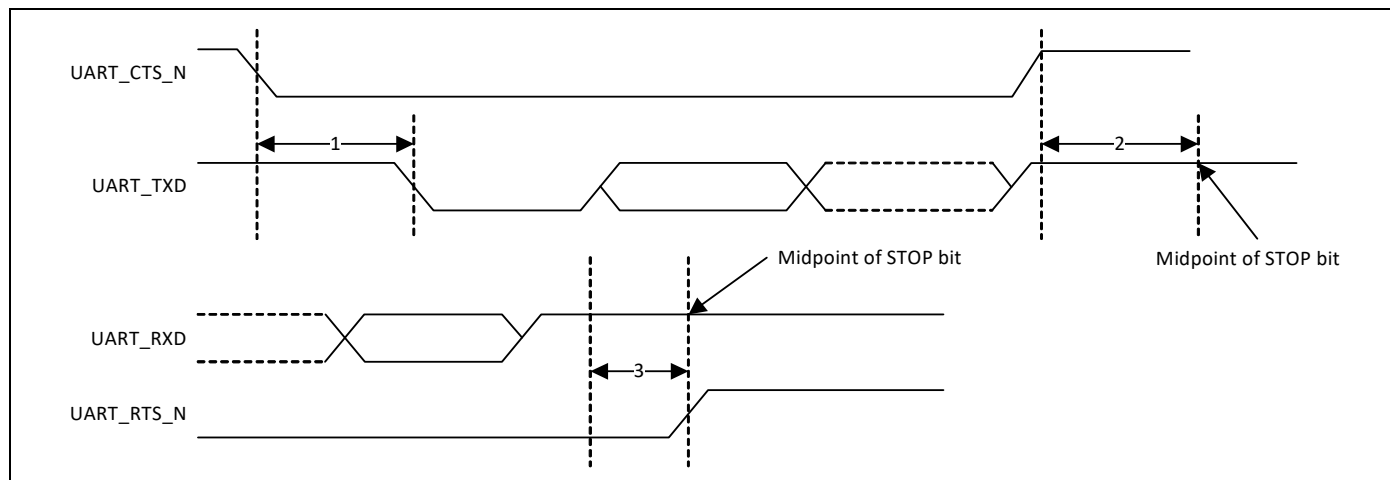 UART_CTS_N
1
2
UART_TXD
Midpoint of STOP bit
Midpoint of STOP bit
UART_RXD
3
UART_RTS_N